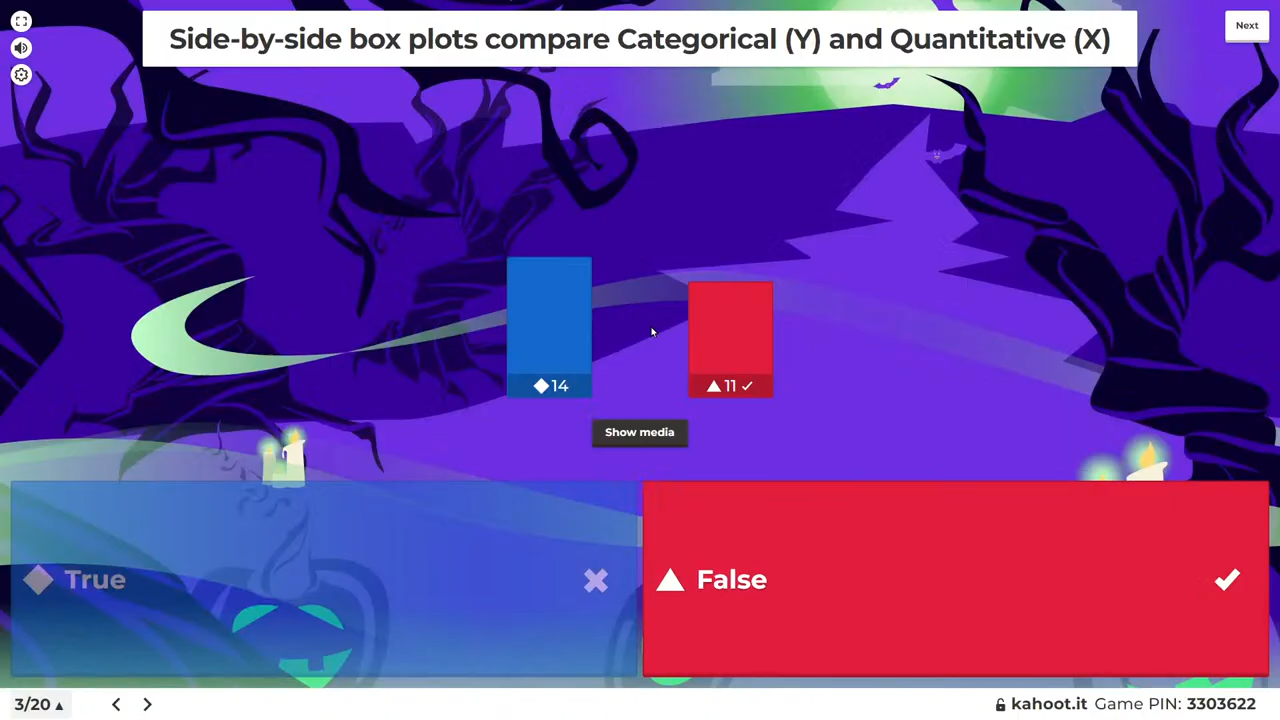 Side-by-side box plots compare Categorical (Y) and Quantitative (X)
Next
14
11
Show media
True
False
3/20
kahoot.it Game PIN: 3303622